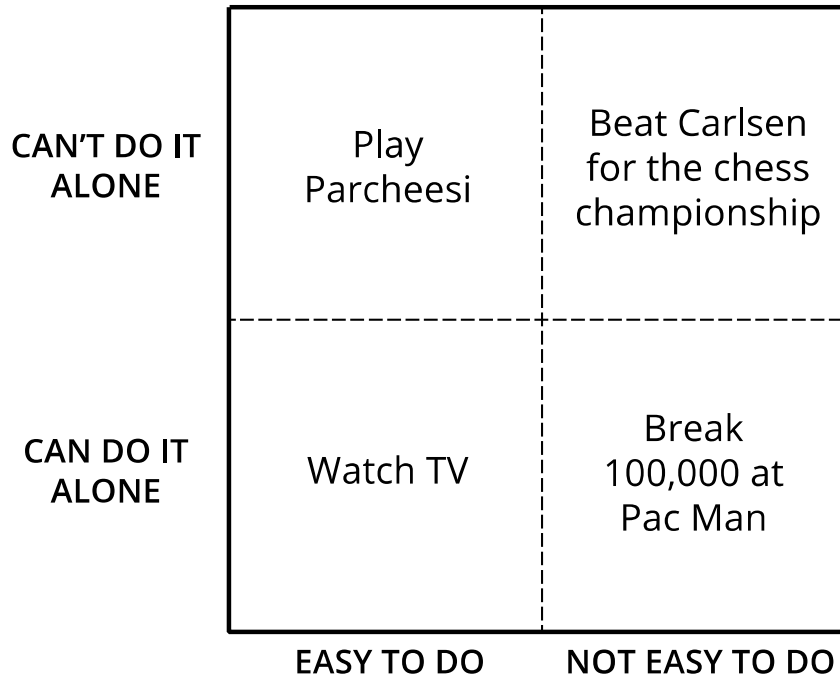 CAN'T DO IT
ALONE
Play
Parcheesi
Beat Carlsen
for the chess
championship
CAN DO IT
ALONE
Watch TV
Break
100,000 at
Pac Man
EASY TO DO
NOT EASY TO DO